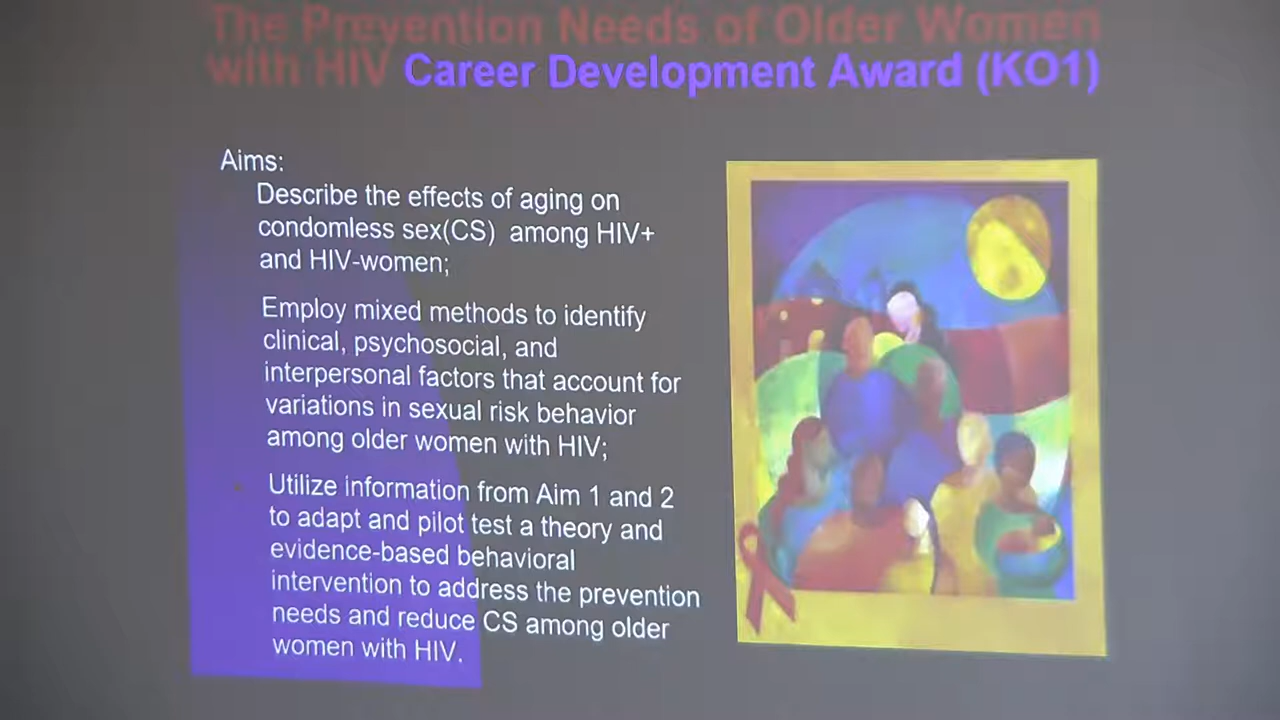 The Prevention Needs of Older Women
with HIV Career Development Award (KO1)
Aims:
Describe the effects of aging on
condomless sex(CS) among HIV+
and HIV-women;
Employ mixed methods to identify
clinical, psychosocial, and
interpersonal factors that account for
variations in sexual risk behavior
among older women with HIV;
Utilize information from Aim 1 and 2
to adapt and pilot test a theory and
evidence-based behavioral
intervention to address the prevention
needs and reduce CS among older
women with HIV.